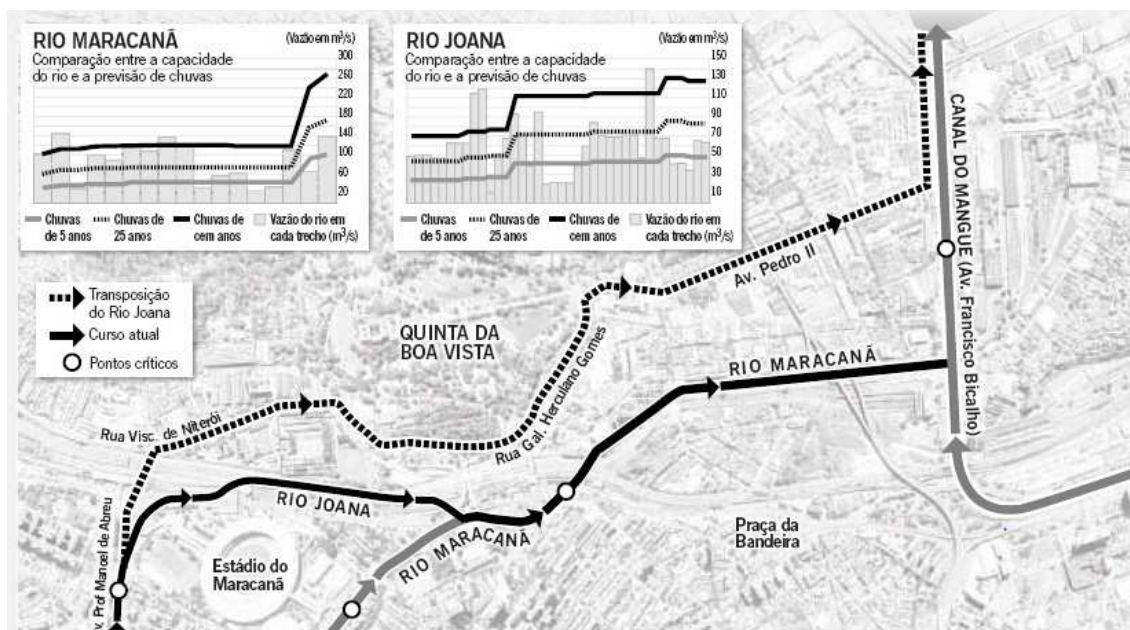 RIO MARACANÃ
(Vazão em m³/s)
Comparação entre a capacidade
do rio e a previsão de chuvas
300
260
220
180
140
100
60
20
Chuvas
de 5 anos
Chuvas de
25 anos
Chuvas de
cem anos
Vazão do rio em
cada trecho (m³/s)
RIO JOANA
(Vazão em m³/s)
Comparação entre a capacidade
do rio e a previsão de chuvas
150
130
110
90
70
50
30
10
Chuvas
de 5 anos
Chuvas de
25 anos
Chuvas de
cem anos
Vazão do rio em
cada trecho (m³/s)
Transposição
do Rio Joana
Curso atual
Pontos críticos
QUINTA DA
BOA VISTA
Av. Pedro II
CANAL DO MANGUE (Av. Francisco Bicalho)
RIO MARACANÃ
Rua Gal. Herculano Gomes
Rua Visc. de Niterói
RIO JOANA
RIO MARACANÃ
Praça da
Bandeira
Estádio do
Maracanã
v. Prof Manoel de Abreu